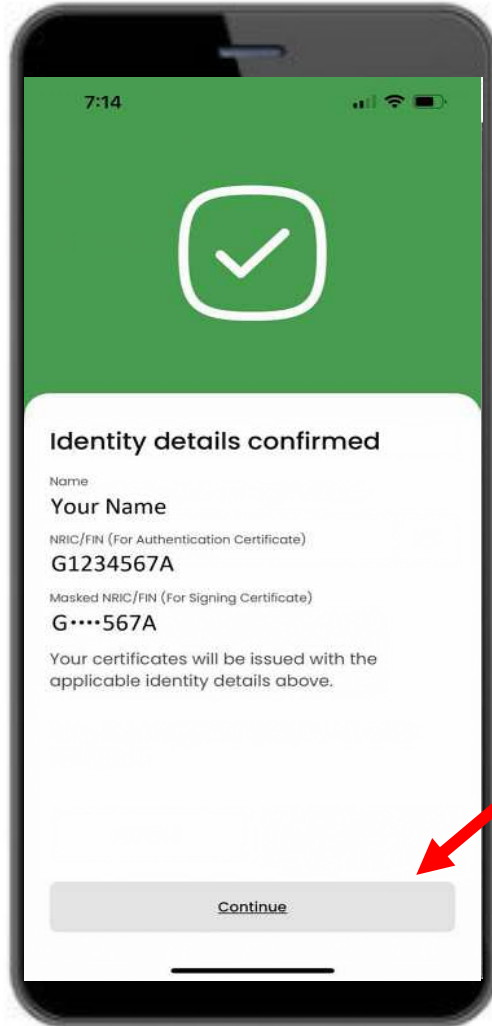 7:14
Identity details confirmed
Name
Your Name
NRIC/FIN (For Authentication Certificate)
G1234567A
Masked NRIC/FIN (For Signing Certificate)
G····567A
Your certificates will be issued with the
applicable identity details above.
Continue